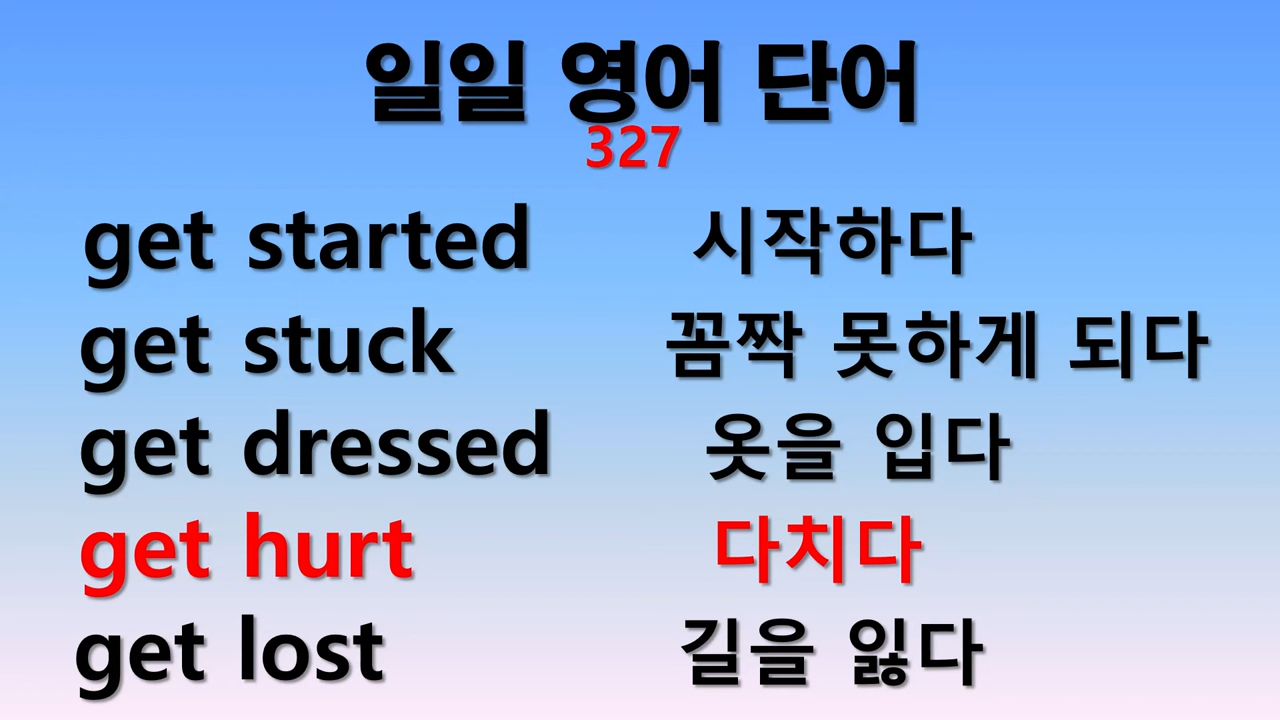 일일 영어 단어
327
get started 시작하다
get stuck 꼼짝 못하게 되다
get dressed 옷을 입다
get hurt 다치다
get lost 길을 잃다